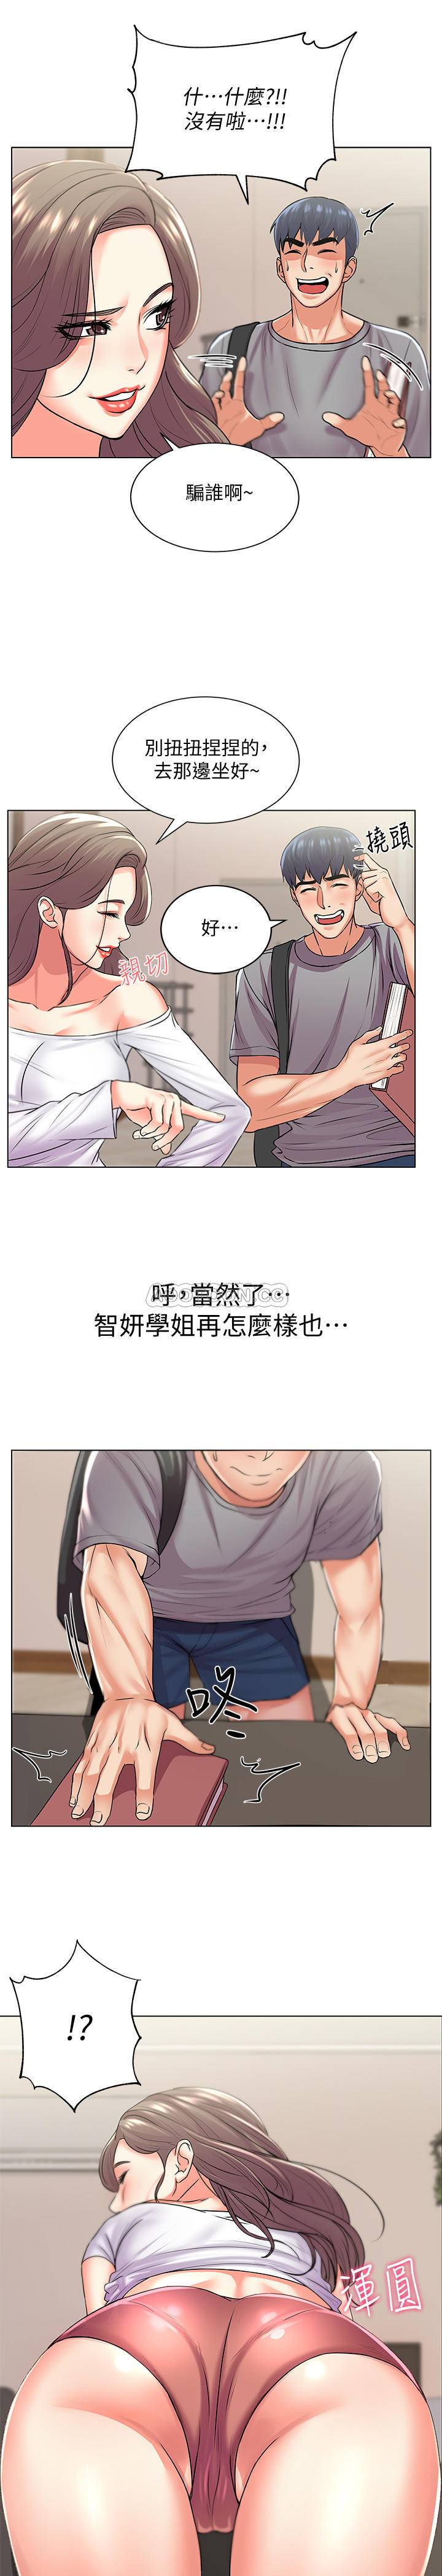 什⋯什麼?!!
沒有啦⋯!!!
騙誰啊~
別扭扭捏捏的,
去那邊坐好~
撓頭
好⋯
親切
呼,當然了⋯
智妍學姐再怎麼樣也⋯
咚
!?
渾圓